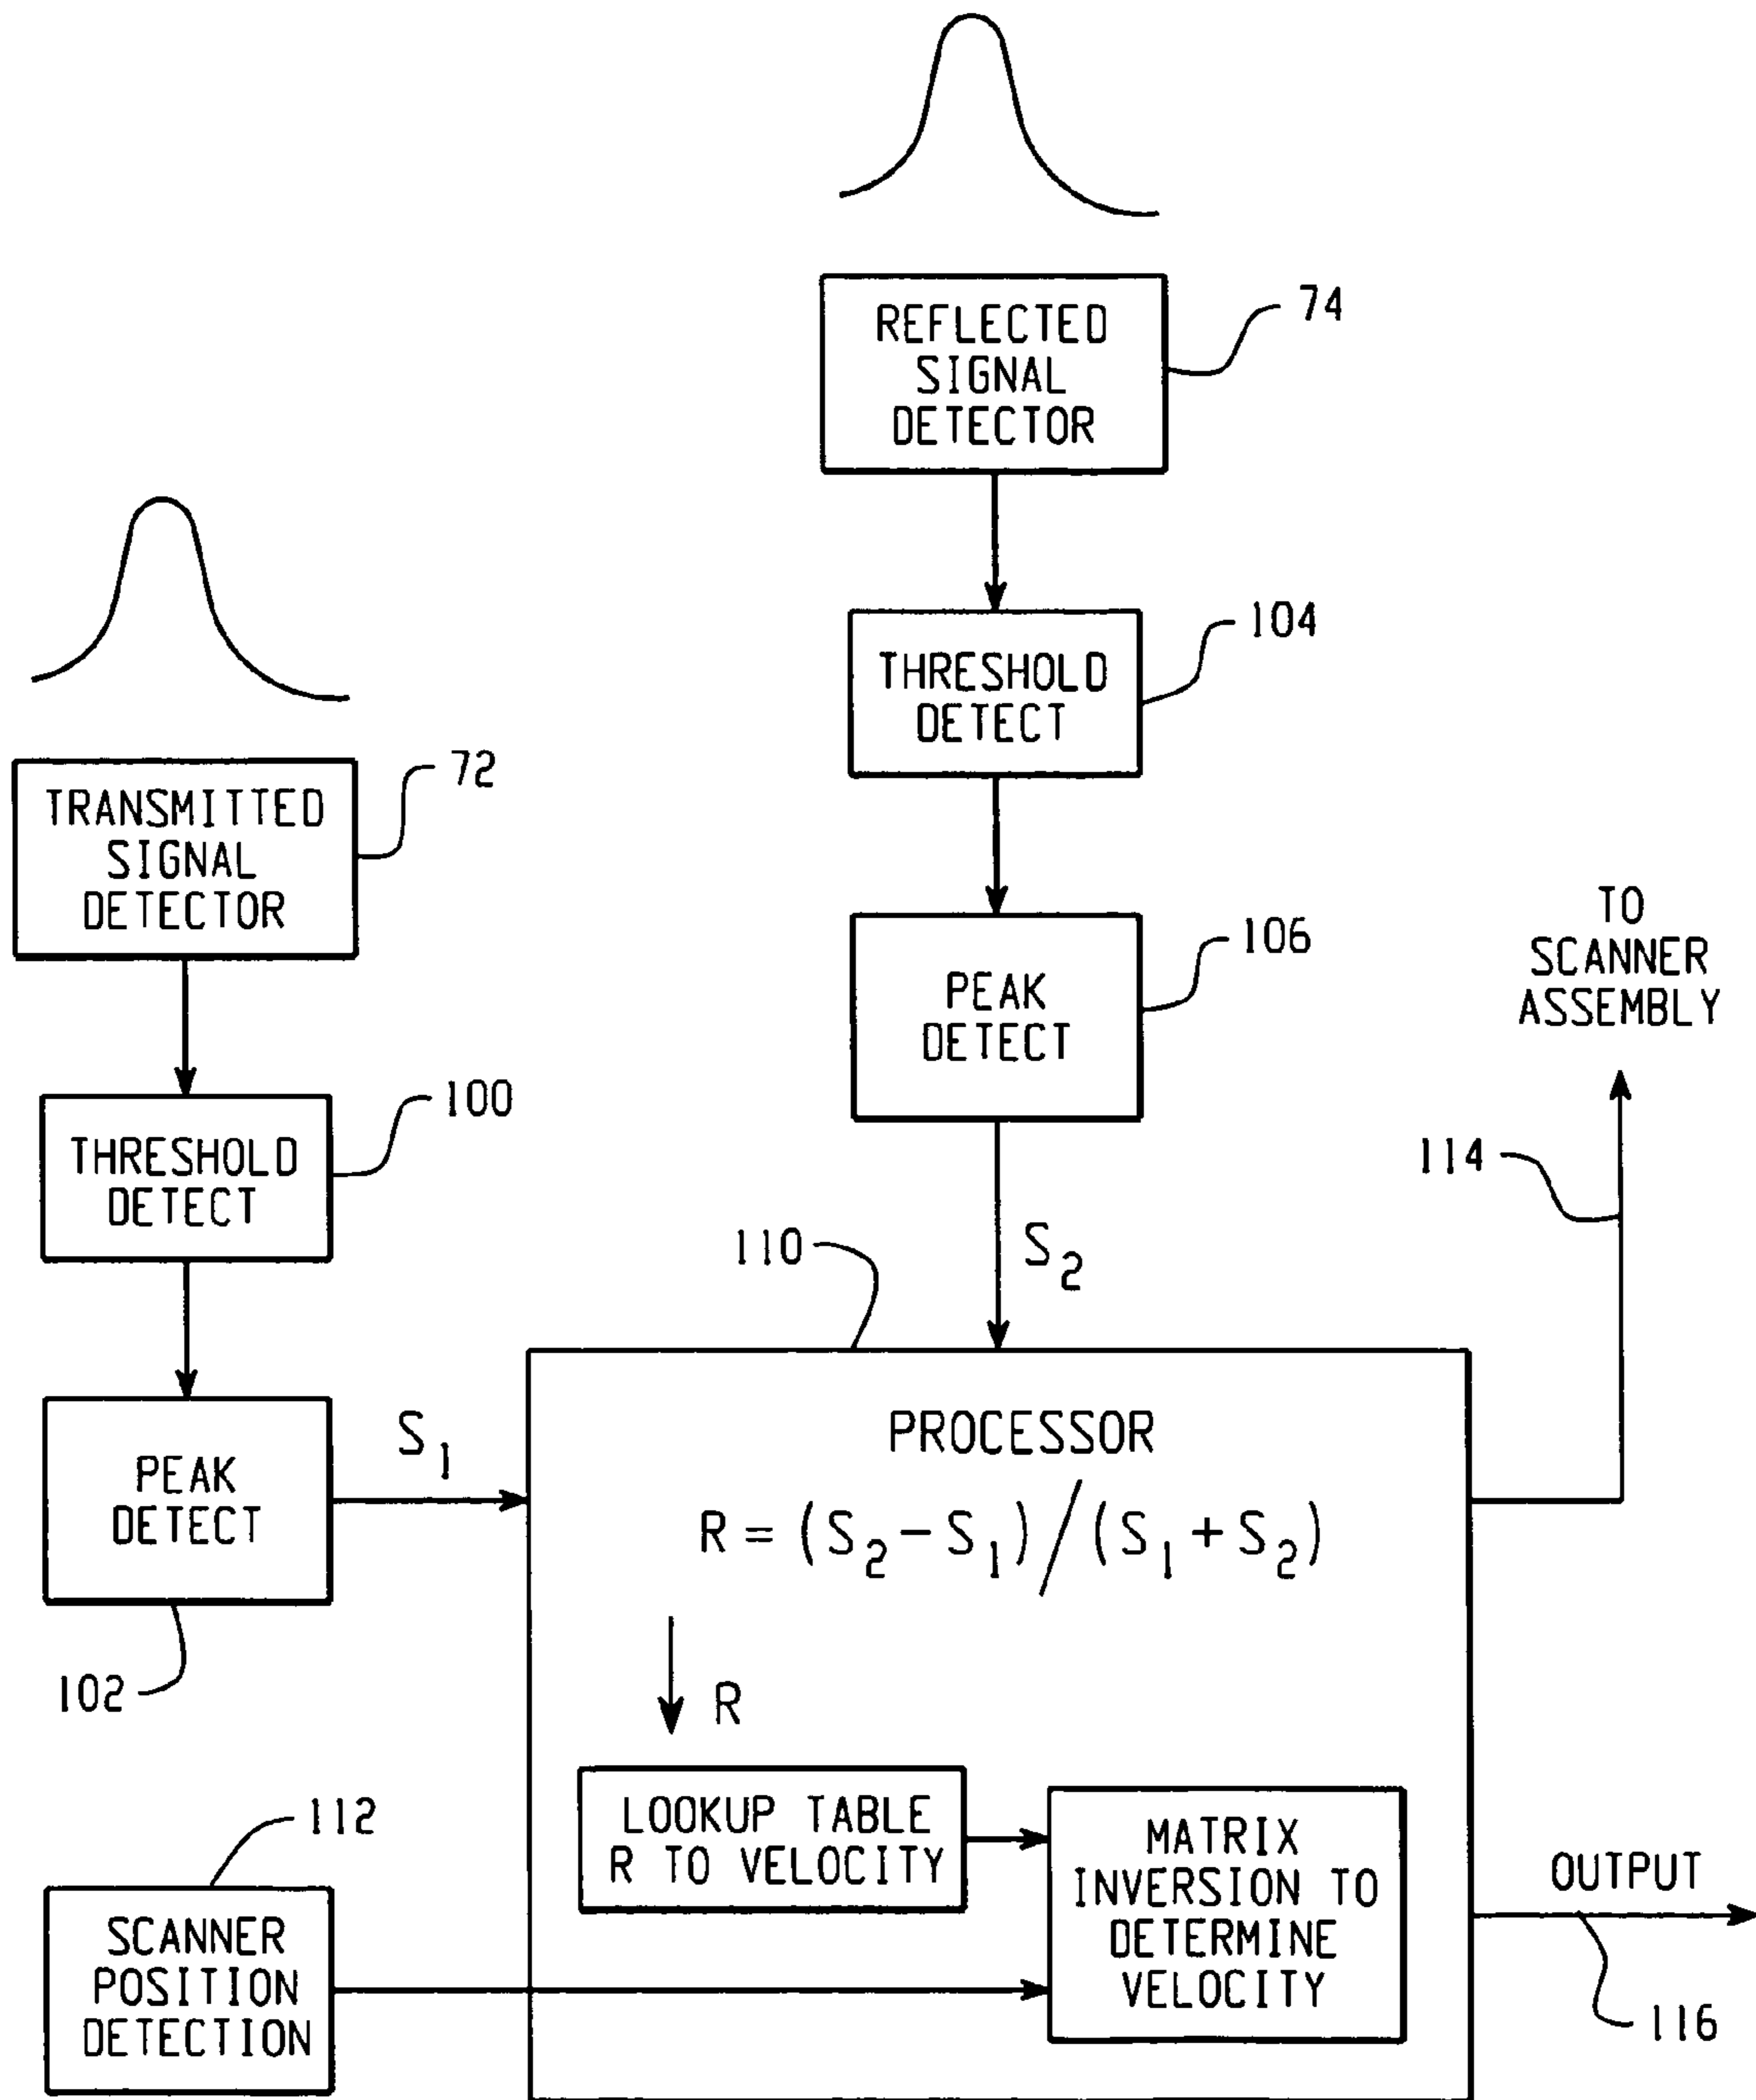 REFLECTED
SIGNAL
DETECTOR
74
THRESHOLD
DETECT
104
TRANSMITTED
SIGNAL
DETECTOR
72
PEAK
DETECT
106
TO
SCANNER
ASSEMBLY
THRESHOLD
DETECT
100
114
110
S2
PEAK
DETECT
S1
102
PROCESSOR
R = (S2 - S1) / (S1 + S2)
R
LOOKUP TABLE
R TO VELOCITY
MATRIX
INVERSION TO
DETERMINE
VELOCITY
112
SCANNER
POSITION
DETECTION
OUTPUT
116